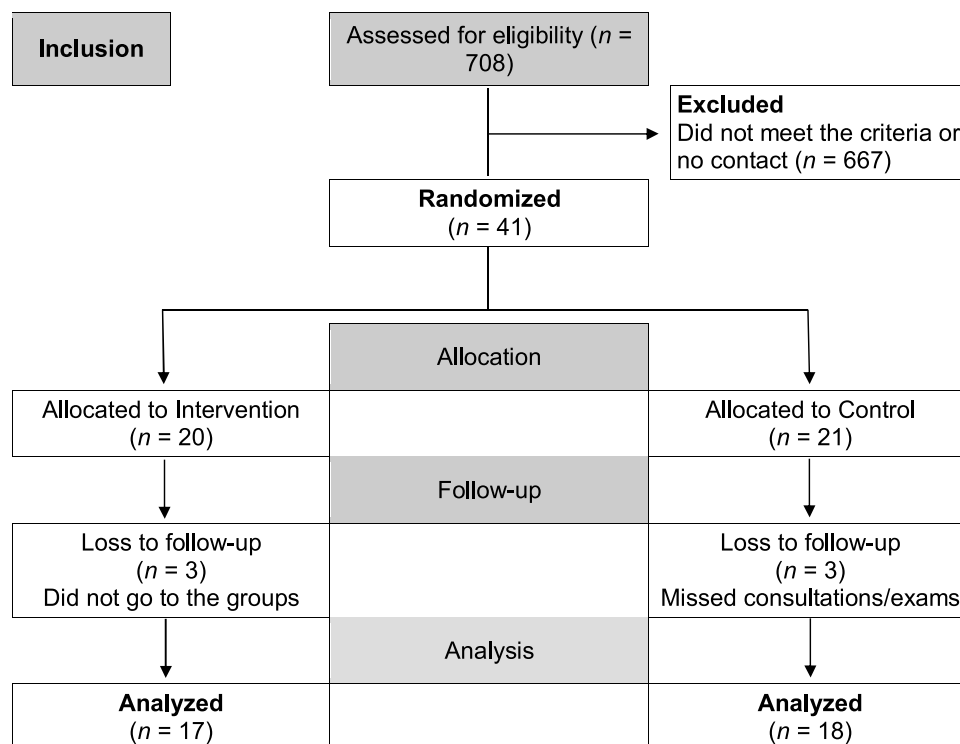 Inclusion
Assessed for eligibility (n =
708)
Excluded
Did not meet the criteria or
no contact (n = 667)
Randomized
(n = 41)
Allocation
Allocated to Intervention
(n = 20)
Allocated to Control
(n = 21)
Follow-up
Loss to follow-up
(n = 3)
Did not go to the groups
Loss to follow-up
(n = 3)
Missed consultations/exams
Analysis
Analyzed
(n = 17)
Analyzed
(n = 18)